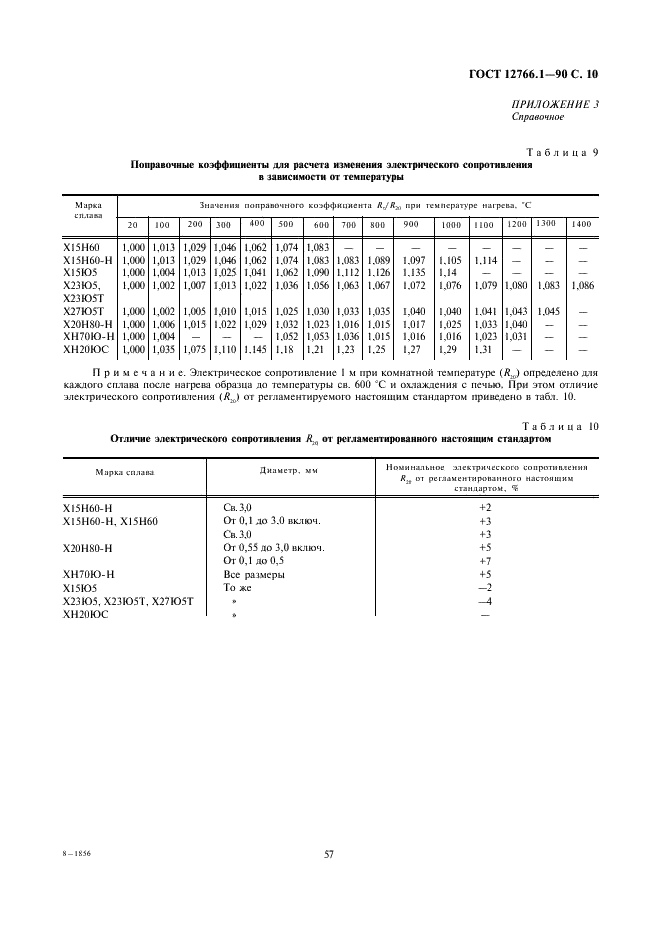 ГОСТ 12766.1—90 С. 10
ПРИЛОЖЕНИЕ 3
Справочное
Таблица 9
Поправочные коэффициенты для расчета изменения электрического сопротивления
в зависимости от температуры
Марка сплава Значения поправочного коэффициента Rt/R20 при температуре нагрева, °С
20 100 200 300 400 500 600 700 800 900 1000 1100 1200 1300 1400
Х15Н60 1,000 1,013 1,029 1,046 1,062 1,074 1,083 — — — — — — — —
Х15Н60-Н 1,000 1,013 1,029 1,046 1,062 1,074 1,083 1,083 1,089 1,097 1,105 1,114 — — —
Х15Ю5 1,000 1,004 1,013 1,025 1,041 1,062 1,090 1,112 1,126 1,135 1,14 — — — —
Х23Ю5, 1,000 1,002 1,007 1,013 1,022 1,036 1,056 1,063 1,067 1,072 1,076 1,079 1,080 1,083 1,086
Х23Ю5Т
Х27Ю5Т 1,000 1,002 1,005 1,010 1,015 1,025 1,030 1,033 1,035 1,040 1,040 1,041 1,043 1,045 —
Х20Н80-Н 1,000 1,006 1,015 1,022 1,029 1,032 1,023 1,016 1,015 1,017 1,025 1,033 1,040 — —
ХН70Ю-Н 1,000 1,004 — — — 1,052 1,053 1,036 1,015 1,016 1,016 1,023 1,031 — —
ХН20ЮС 1,000 1,035 1,075 1,110 1,145 1,18 1,21 1,23 1,25 1,27 1,29 1,31 — — —
Примечание. Электрическое сопротивление 1 м при комнатной температуре (R20) определено для
каждого сплава после нагрева образца до температуры св. 600 °С и охлаждения с печью. При этом отличие
электрического сопротивления (R20) от регламентируемого настоящим стандартом приведено в табл. 10.
Таблица 10
Отличие электрического сопротивления R20 от регламентированного настоящим стандартом
Марка сплава Диаметр, мм Номинальное электрического сопротивления
R20 от регламентированного настоящим
стандартом, %
Х15Н60-Н Св. 3,0 +2
Х15Н60-Н, Х15Н60 От 0,1 до 3,0 включ. +3
Св. 3,0 +3
Х20Н80-Н От 0,55 до 3,0 включ. +5
От 0,1 до 0,5 +7
ХН70Ю-Н Все размеры +5
Х15Ю5 То же —2
Х23Ю5, Х23Ю5Т, Х27Ю5Т » —4
ХН20ЮС » —
8—1856
57